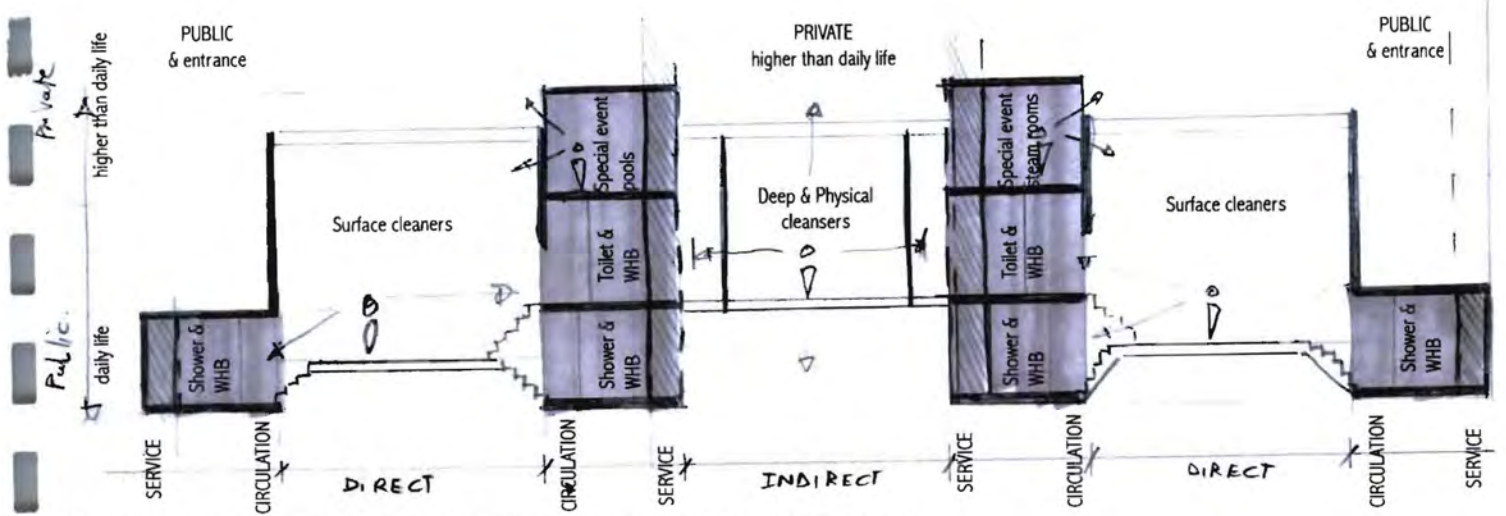 PUBLIC
& entrance
PRIVATE
higher than daily life
PUBLIC
& entrance
Private
higher than daily life
Public.
daily life
Special event
pools
Special event
steam rooms
Surface cleaners
Deep & Physical
cleansers
Surface cleaners
Toilet &
WHB
Toilet &
WHB
Shower &
WHB
Shower &
WHB
Shower &
WHB
Shower &
WHB
SERVICE
CIRCULATION
DIRECT
CIRCULATION
SERVICE
INDIRECT
SERVICE
CIRCULATION
DIRECT
CIRCULATION
SERVICE